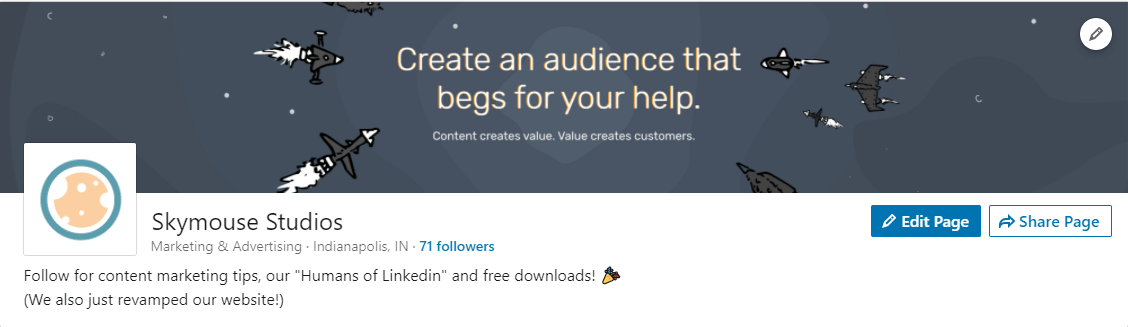 Create an audience that
begs for your help.
Content creates value. Value creates customers.
Skymouse Studios
Edit Page
Share Page
Marketing & Advertising · Indianapolis, IN · 71 followers
Follow for content marketing tips, our "Humans of Linkedin" and free downloads! 🎉
(We also just revamped our website!)